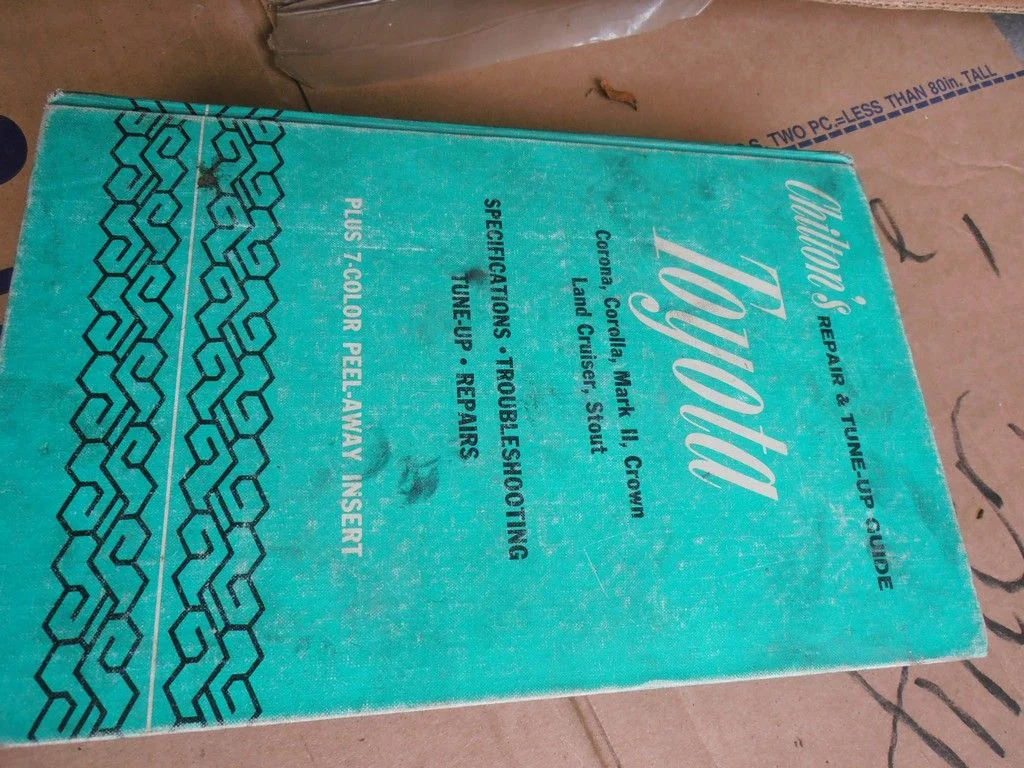 Chilton's REPAIR & TUNE-UP GUIDE
Toyota
Corona, Corolla, Mark II, Crown
Land Cruiser, Stout
SPECIFICATIONS • TROUBLESHOOTING
TUNE-UP • REPAIRS
PLUS 7-COLOR PEEL-AWAY INSERT
TWO PC.=LESS THAN 80in. TALL